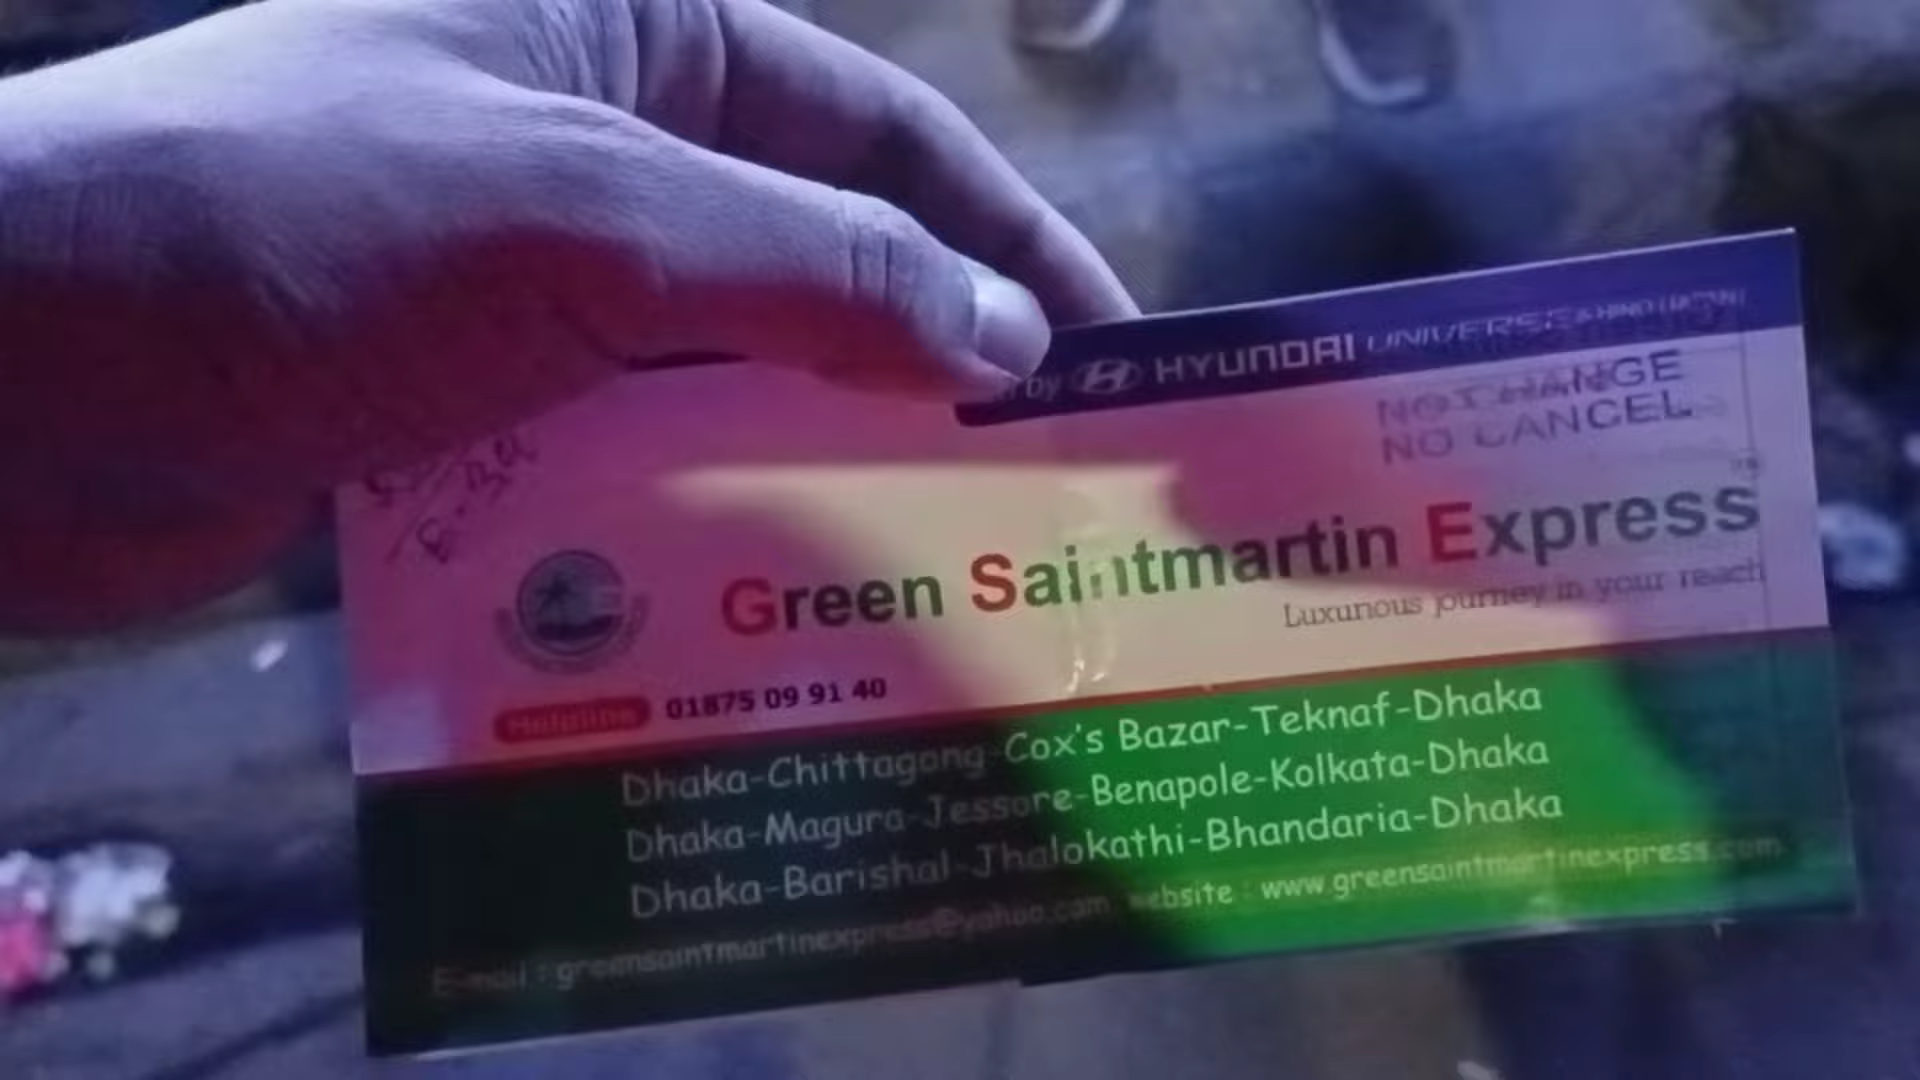 by HYUNDAI UNIVERSE & HINO (JAPAN)
NO CHANGE
NO CANCEL
Green Saintmartin Express
Luxurious journey in your reach
Helpline 01875 09 91 40
Dhaka-Chittagong-Cox's Bazar-Teknaf-Dhaka
Dhaka-Magura-Jessore-Benapole-Kolkata-Dhaka
Dhaka-Barishal-Jhalokathi-Bhandaria-Dhaka
E-mail : greensaintmartinexpress@yahoo.com, website : www.greensaintmartinexpress.com